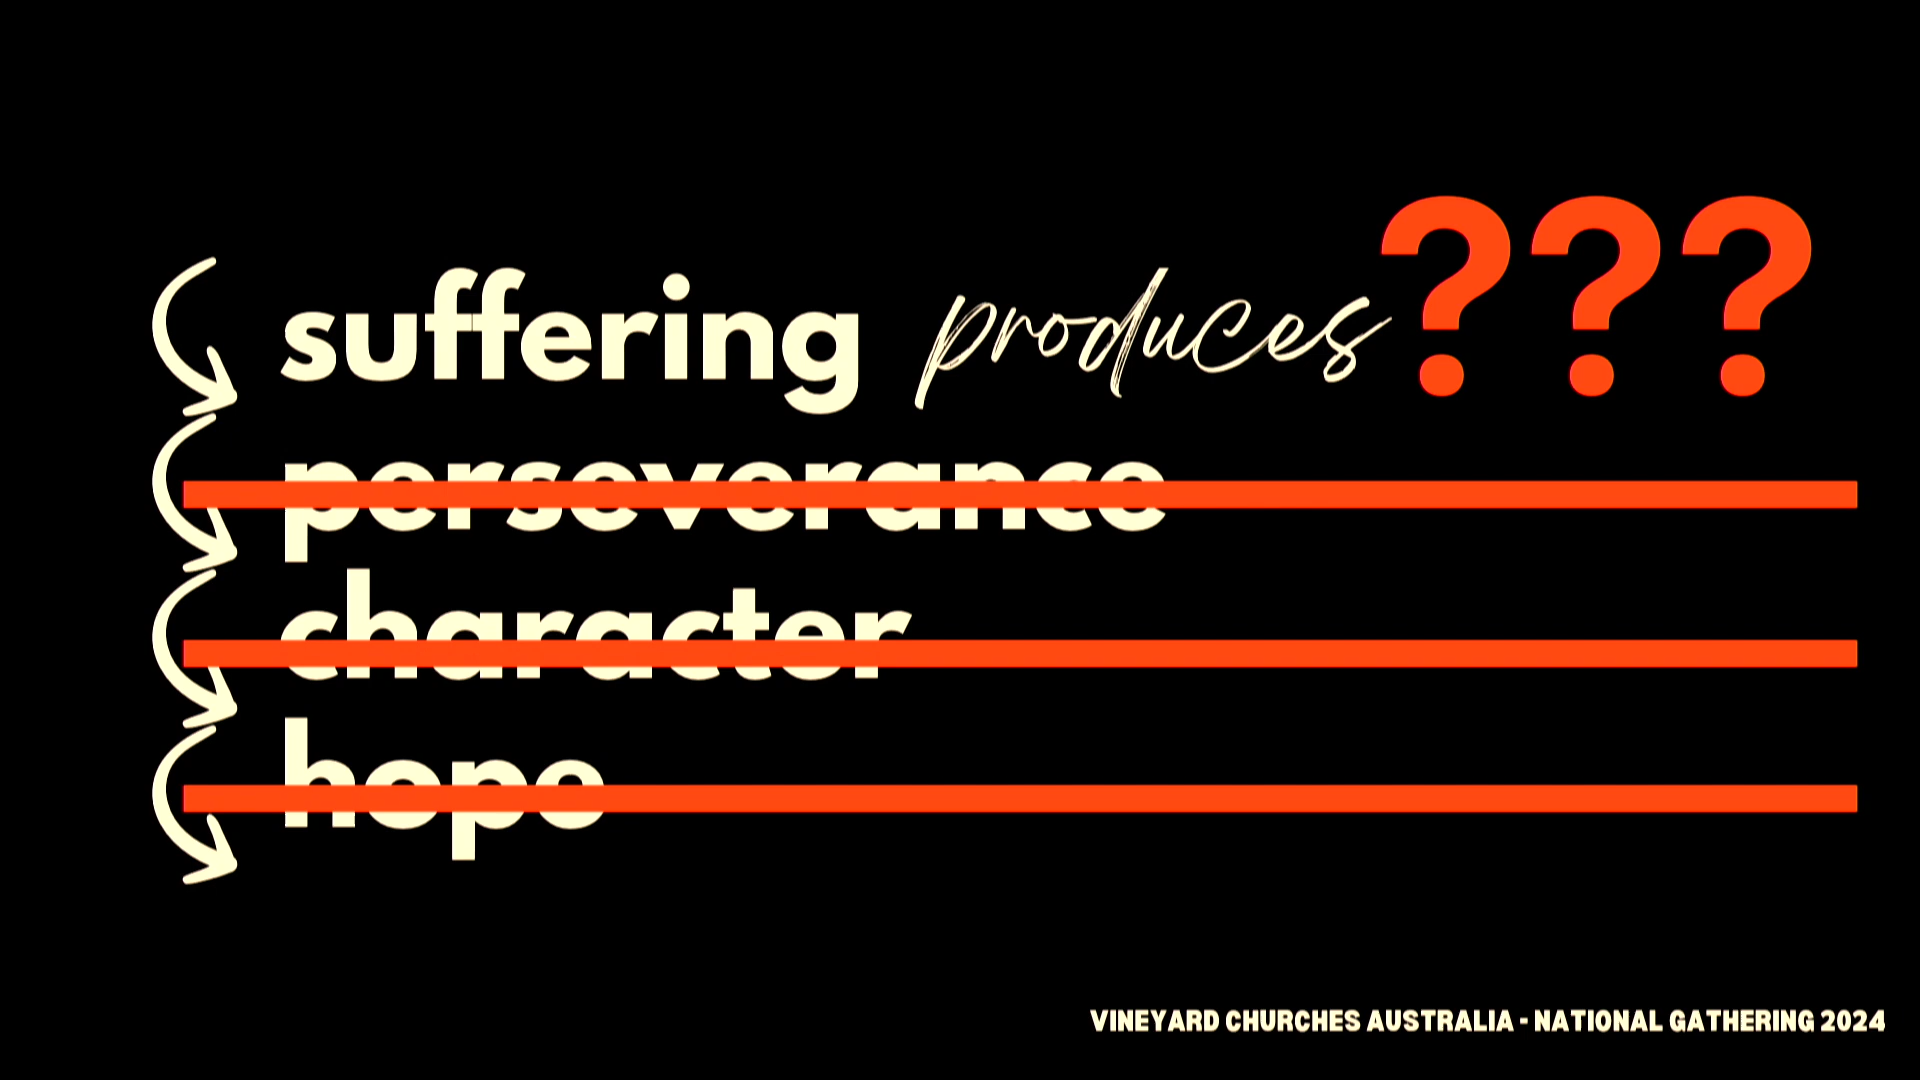 suffering produces ???
perseverance
character
hope
VINEYARD CHURCHES AUSTRALIA - NATIONAL GATHERING 2024